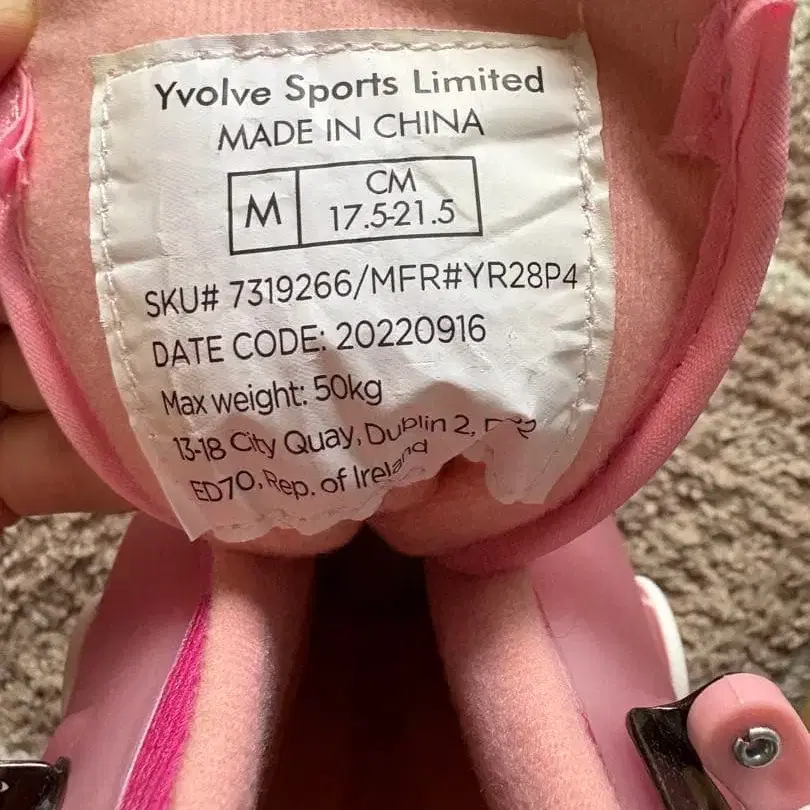 Yvolve Sports Limited
MADE IN CHINA
M
CM
17.5-21.5
SKU# 7319266/MFR#YR28P4
DATE CODE: 20220916
Max weight: 50kg
13-18 City Quay, Dublin 2,
ED70, Rep. of Ireland